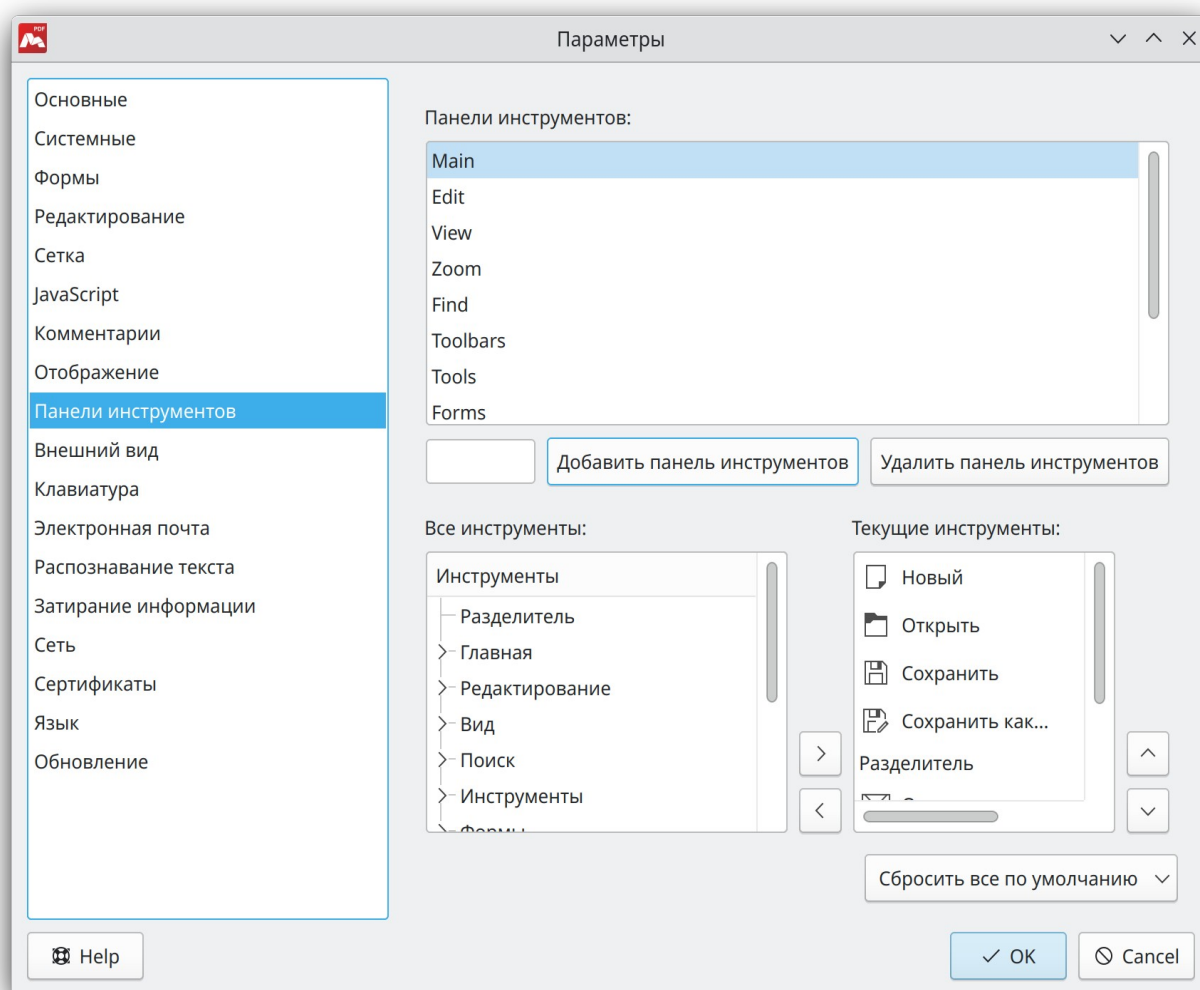 PDF
Параметры
Основные
Системные
Формы
Редактирование
Сетка
JavaScript
Комментарии
Отображение
Панели инструментов
Внешний вид
Клавиатура
Электронная почта
Распознавание текста
Затирание информации
Сеть
Сертификаты
Язык
Обновление
Панели инструментов:
Main
Edit
View
Zoom
Find
Toolbars
Tools
Forms
Добавить панель инструментов
Удалить панель инструментов
Все инструменты:
Инструменты
Разделитель
Главная
Редактирование
Вид
Поиск
Инструменты
Формы
Текущие инструменты:
Новый
Открыть
Сохранить
Сохранить как...
Разделитель
Сбросить все по умолчанию
Help
OK
Cancel